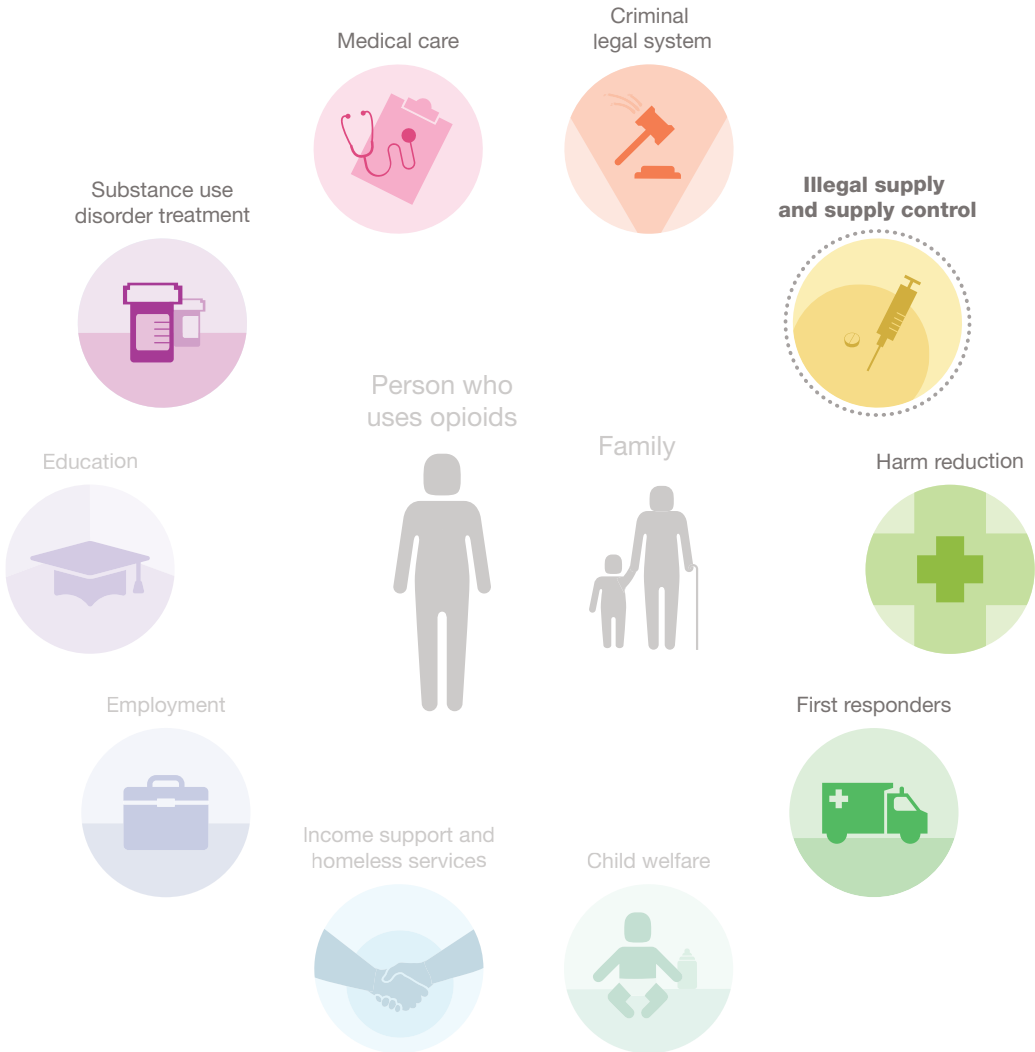 Criminal
legal system
Medical care
Illegal supply
and supply control
Substance use
disorder treatment
Person who
uses opioids
Family
Education
Harm reduction
Employment
First responders
Income support and
homeless services
Child welfare